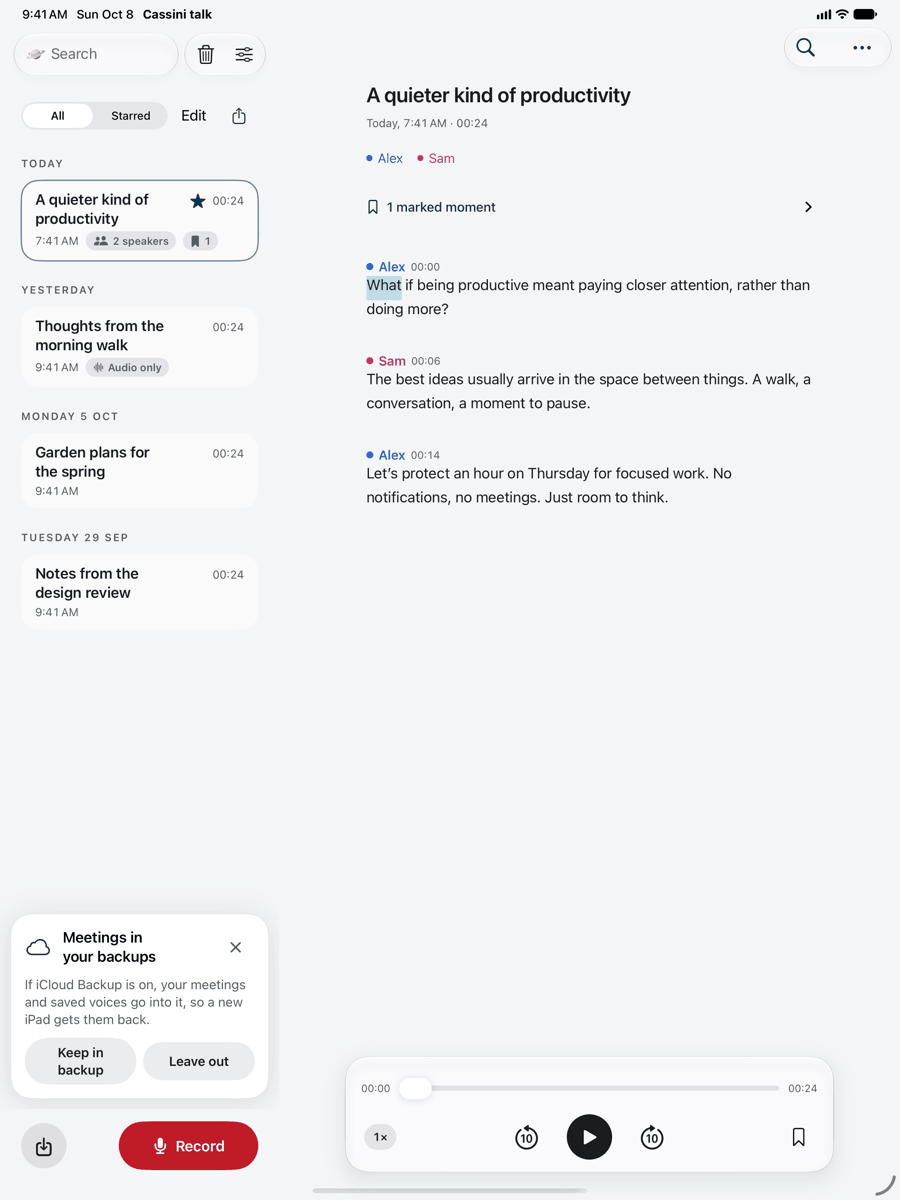 9:41 AM Sun Oct 8 Cassini talk
Search
All
Starred
Edit
TODAY
A quieter kind of
productivity
00:24
7:41 AM
2 speakers
1
YESTERDAY
Thoughts from the
morning walk
00:24
9:41 AM
Audio only
MONDAY 5 OCT
Garden plans for
the spring
00:24
9:41 AM
TUESDAY 29 SEP
Notes from the
design review
00:24
9:41 AM
Meetings in
your backups
If iCloud Backup is on, your meetings
and saved voices go into it, so a new
iPad gets them back.
Keep in
backup
Leave out
Record
A quieter kind of productivity
Today, 7:41 AM · 00:24
Alex
Sam
1 marked moment
Alex 00:00
What if being productive meant paying closer attention, rather than
doing more?
Sam 00:06
The best ideas usually arrive in the space between things. A walk, a
conversation, a moment to pause.
Alex 00:14
Let’s protect an hour on Thursday for focused work. No
notifications, no meetings. Just room to think.
00:00
00:24
1×
10
10